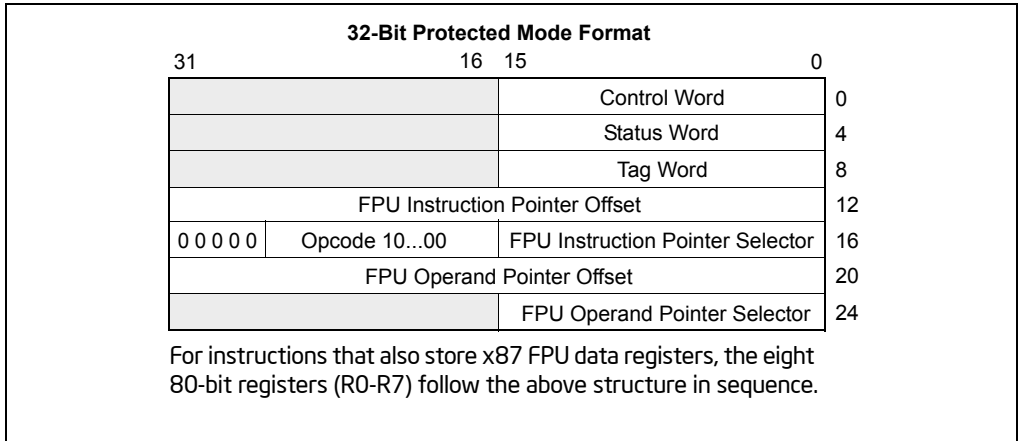 32-Bit Protected Mode Format
31 16 15 0
Control Word 0
Status Word 4
Tag Word 8
FPU Instruction Pointer Offset 12
0 0 0 0 0 Opcode 10...00 FPU Instruction Pointer Selector 16
FPU Operand Pointer Offset 20
FPU Operand Pointer Selector 24
For instructions that also store x87 FPU data registers, the eight
80-bit registers (R0-R7) follow the above structure in sequence.